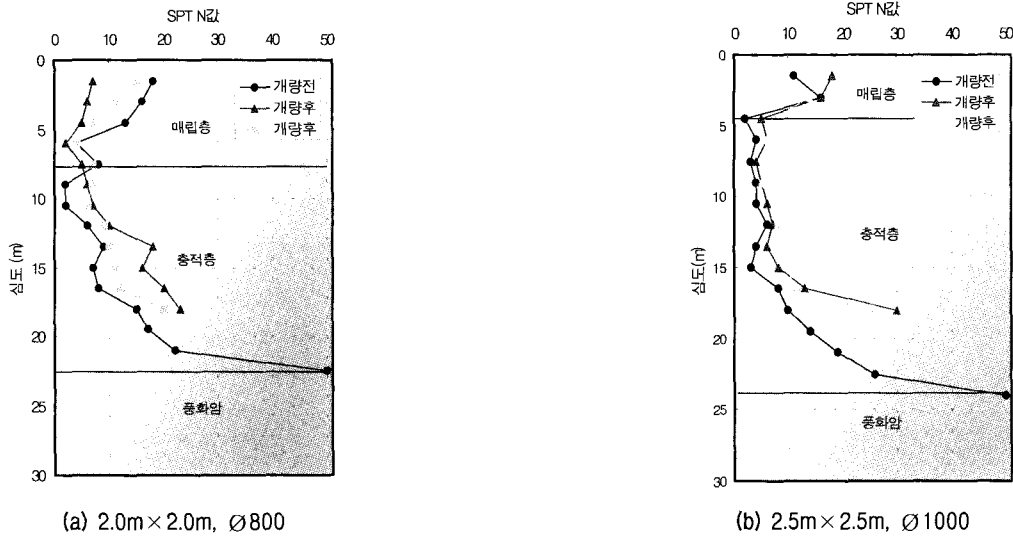 SPT N값
0 10 20 30 40 50
0
5
10
15
20
25
30
심도 (m)
개량전
개량후
개량후
매립층
충적층
풍화암
(a) 2.0m×2.0m, Ø800
SPT N값
0 10 20 30 40 50
0
5
10
15
20
25
30
심도(m)
개량전
개량후
개량후
매립층
충적층
풍화암
(b) 2.5m×2.5m, Ø1000